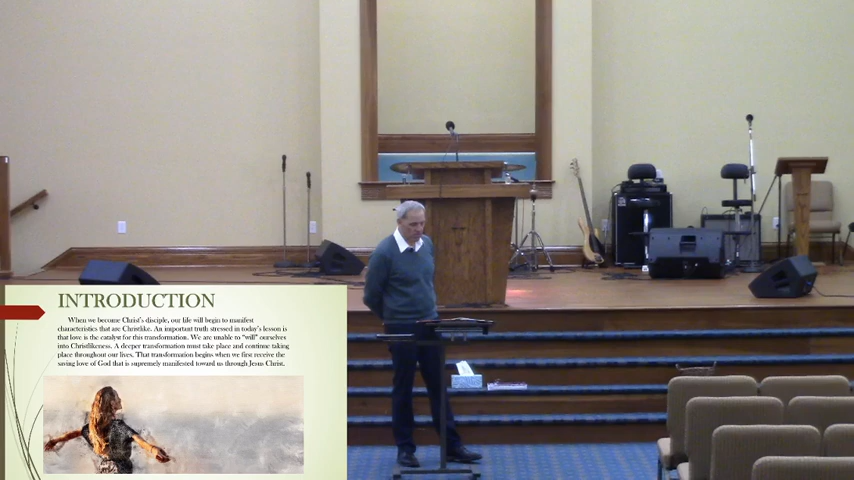 INTRODUCTION
When we become Christ's disciple, our life will begin to manifest
characteristics that are Christlike. An important truth stressed in today's lesson is
that love is the catalyst for this transformation. We are unable to "will" ourselves
into Christlikeness. A deeper transformation must take place and continue taking
place throughout our lives. That transformation begins when we first receive the
saving love of God that is supremely manifested toward us through Jesus Christ.